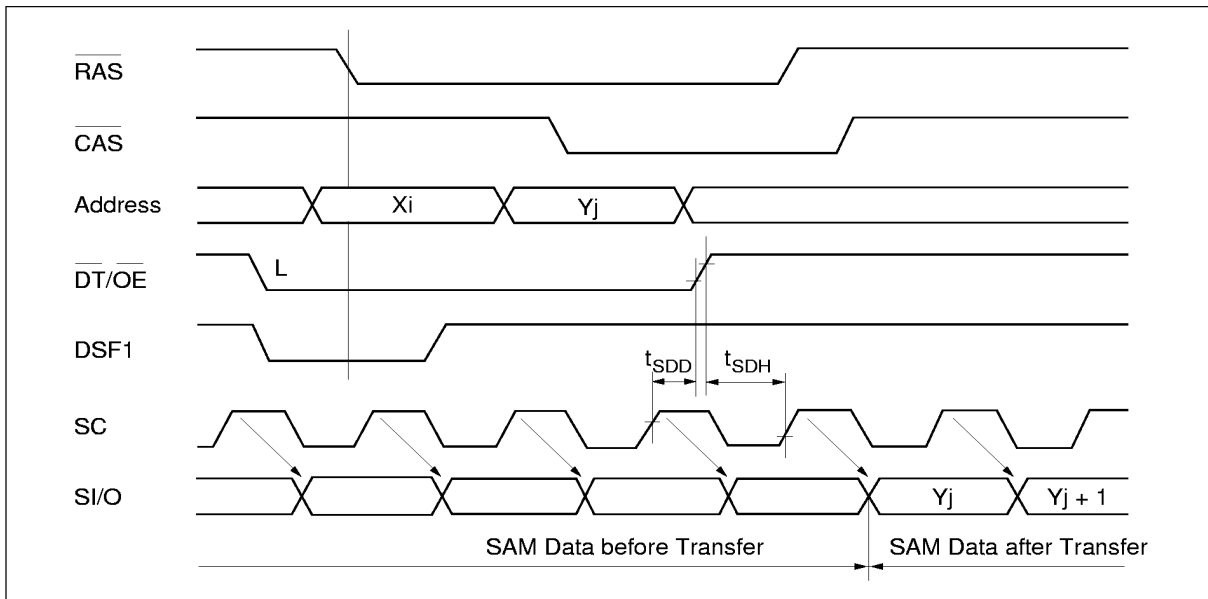 RAS
CAS
Address
Xi
Yj
DT/OE
L
DSF1
tSDD
tSDH
SC
SI/O
Yj
Yj + 1
SAM Data before Transfer
SAM Data after Transfer